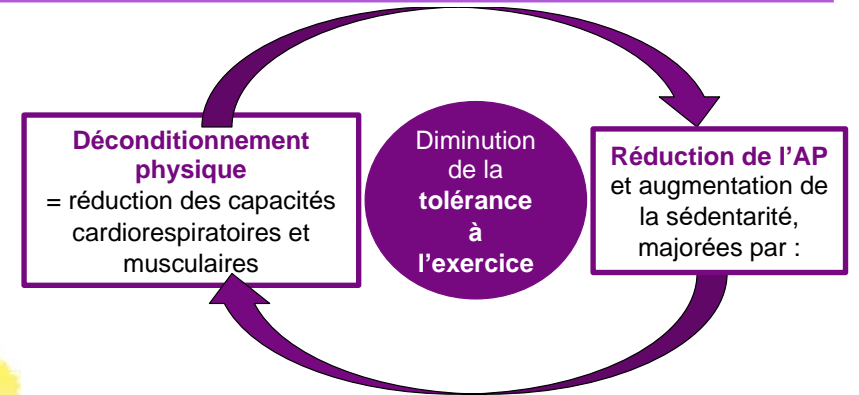 Déconditionnement
physique
= réduction des capacités
cardiorespiratoires et
musculaires
Diminution
de la
tolérance
à
l'exercice
Réduction de l'AP
et augmentation de
la sédentarité,
majorées par :